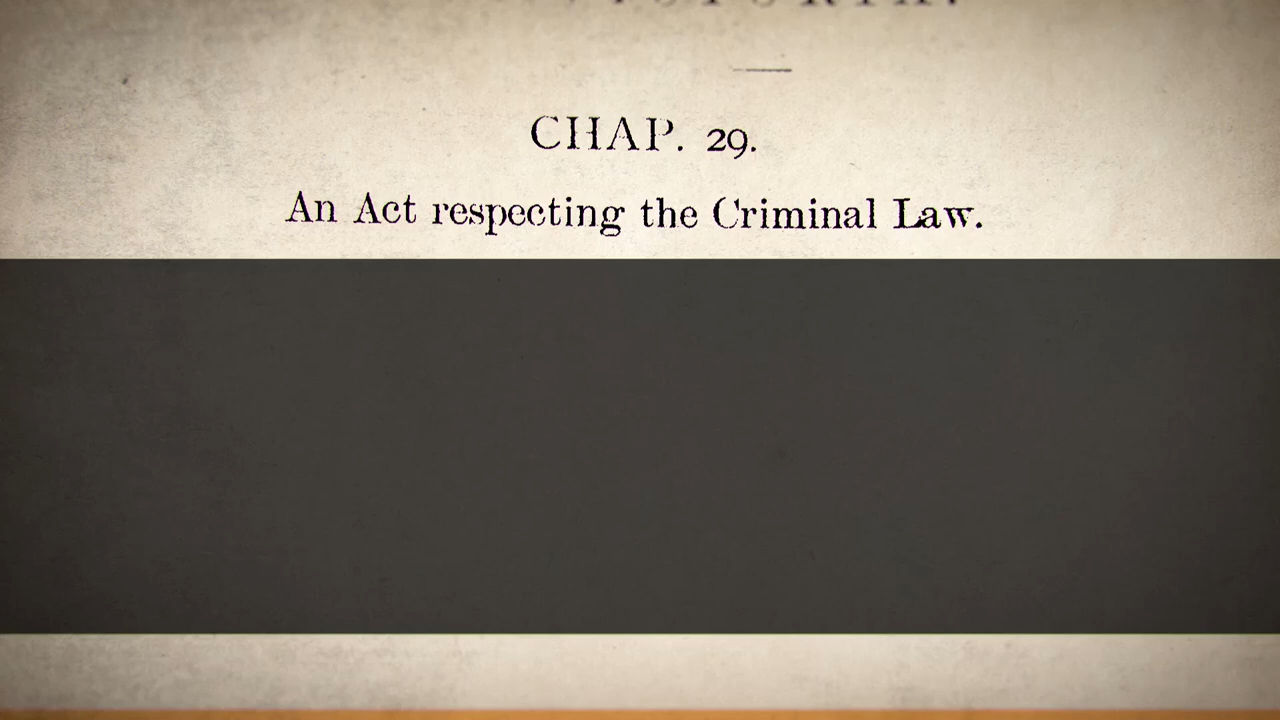 CHAP. 29.
An Act respecting the Criminal Law.